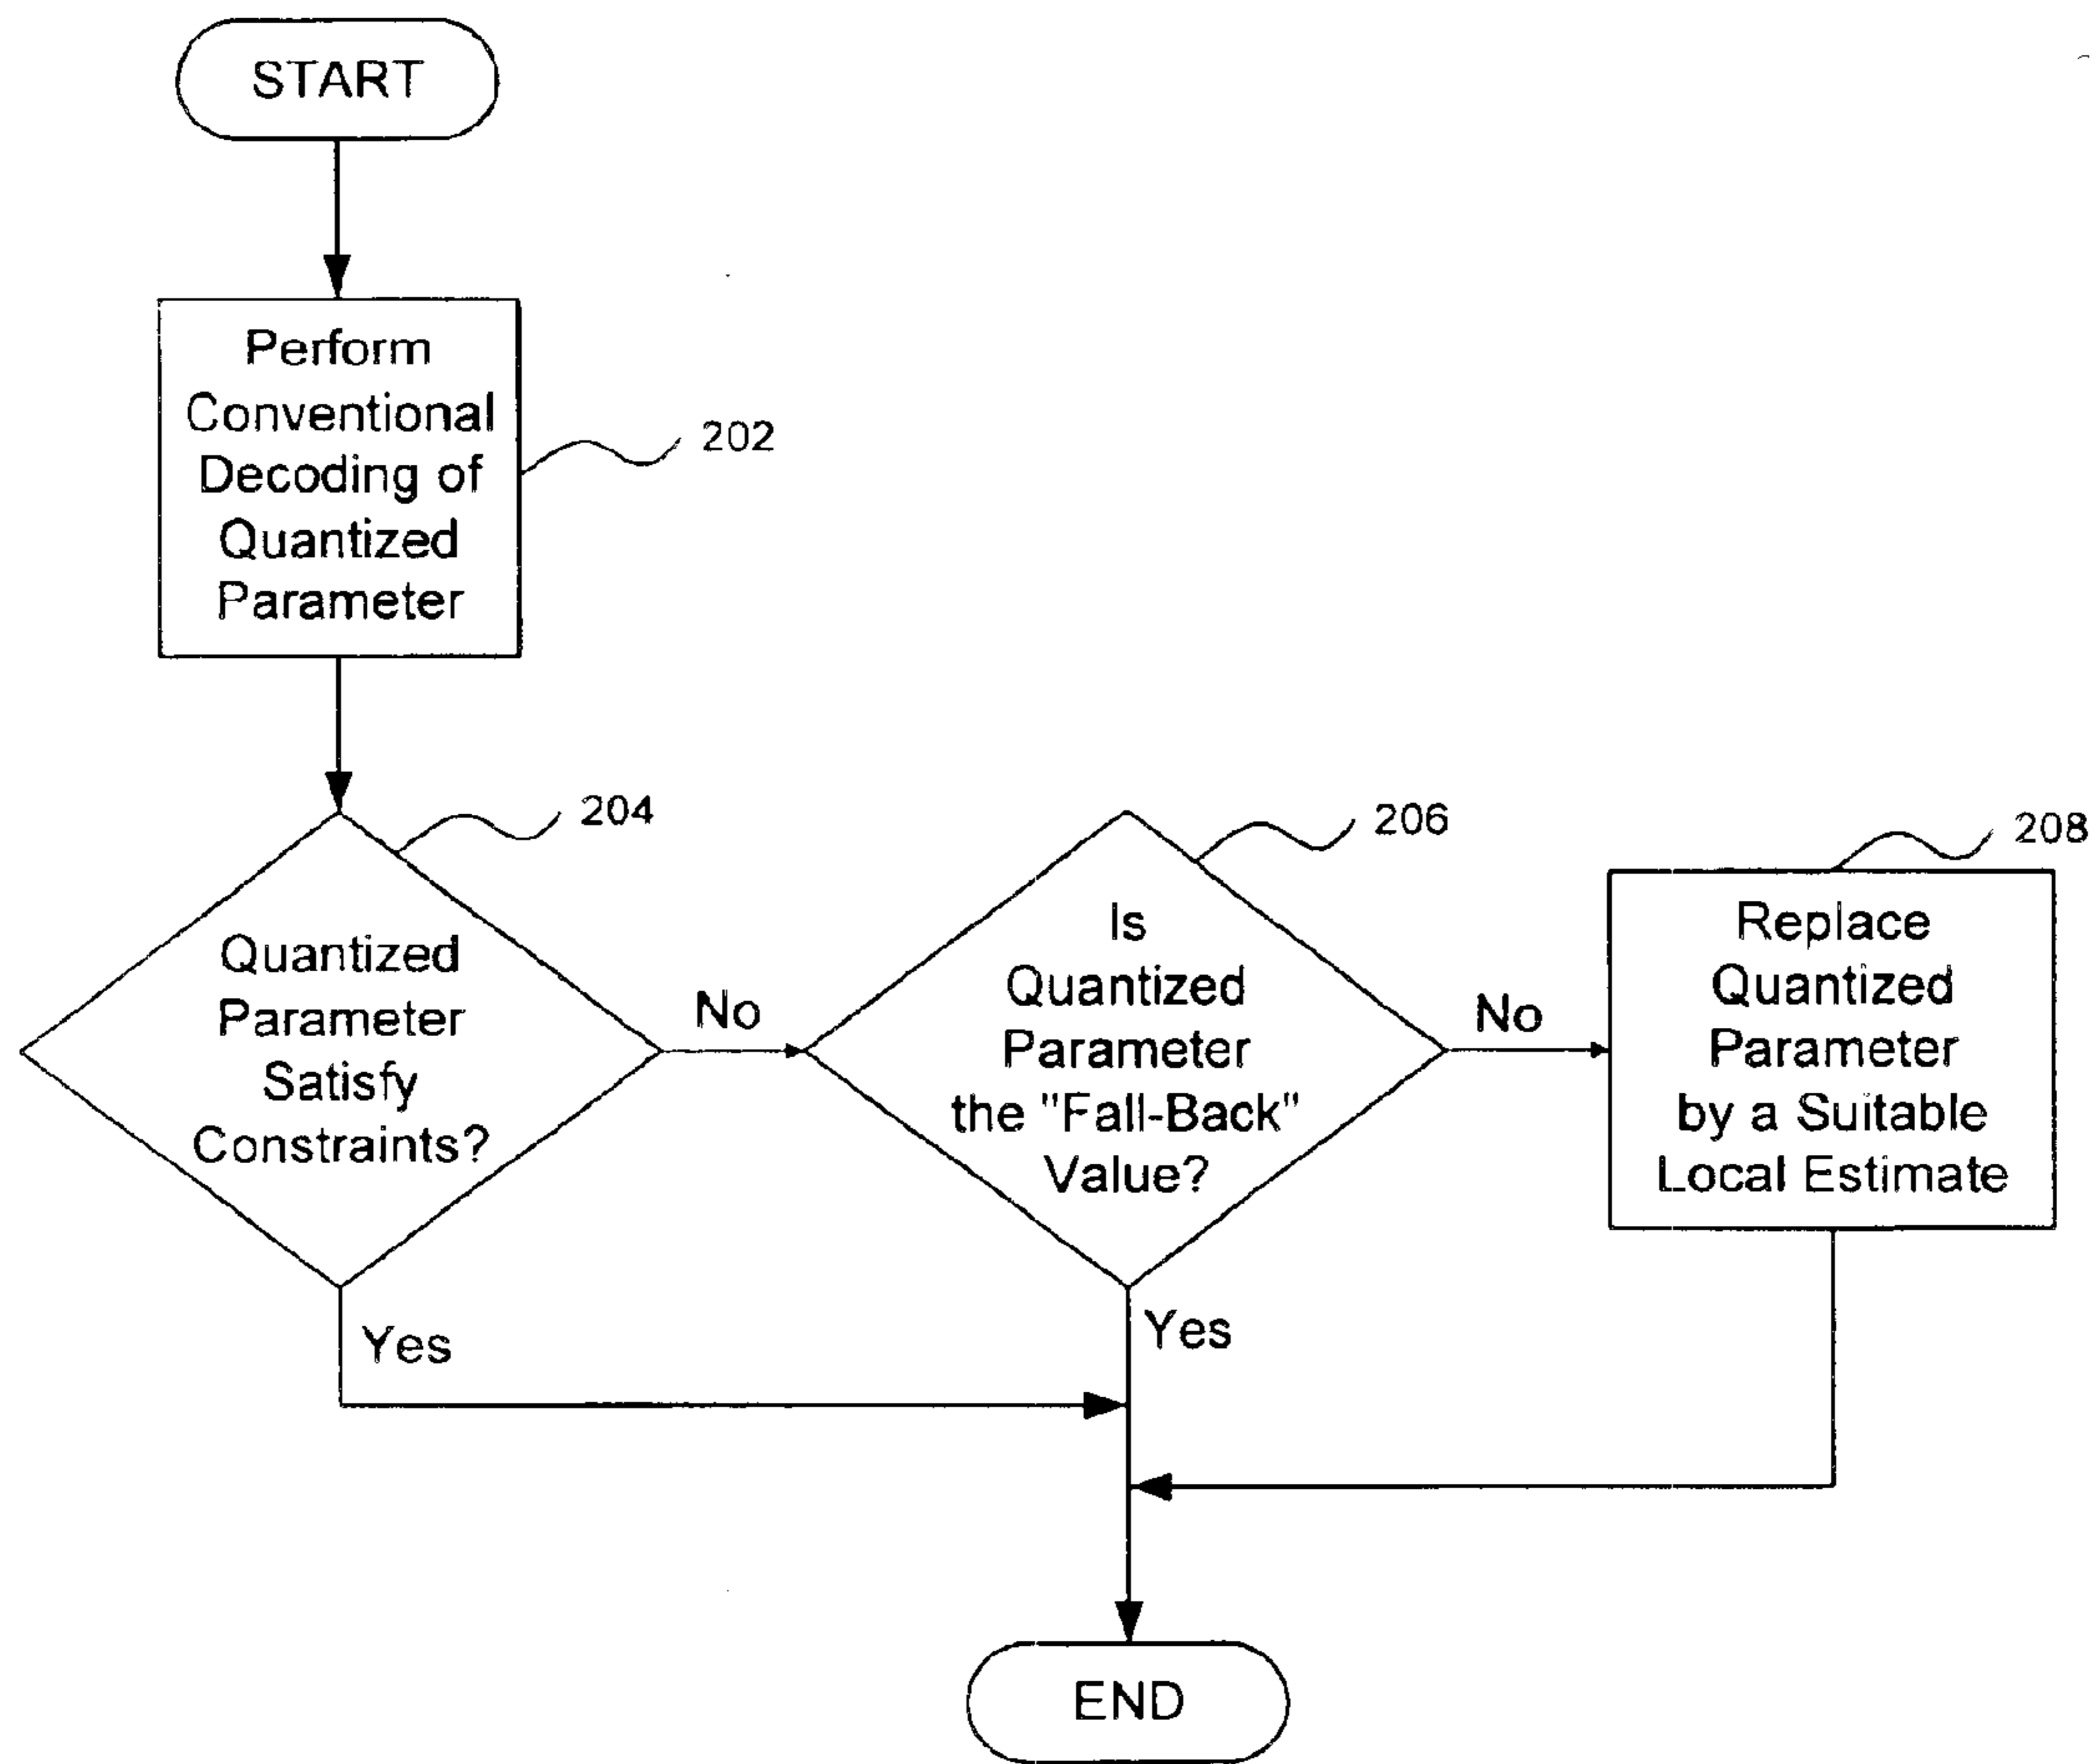 START
Perform
Conventional
Decoding of
Quantized
Parameter
202
204
Quantized
Parameter
Satisfy
Constraints?
No
Yes
206
Is
Quantized
Parameter
the "Fall-Back"
Value?
No
Yes
208
Replace
Quantized
Parameter
by a Suitable
Local Estimate
END